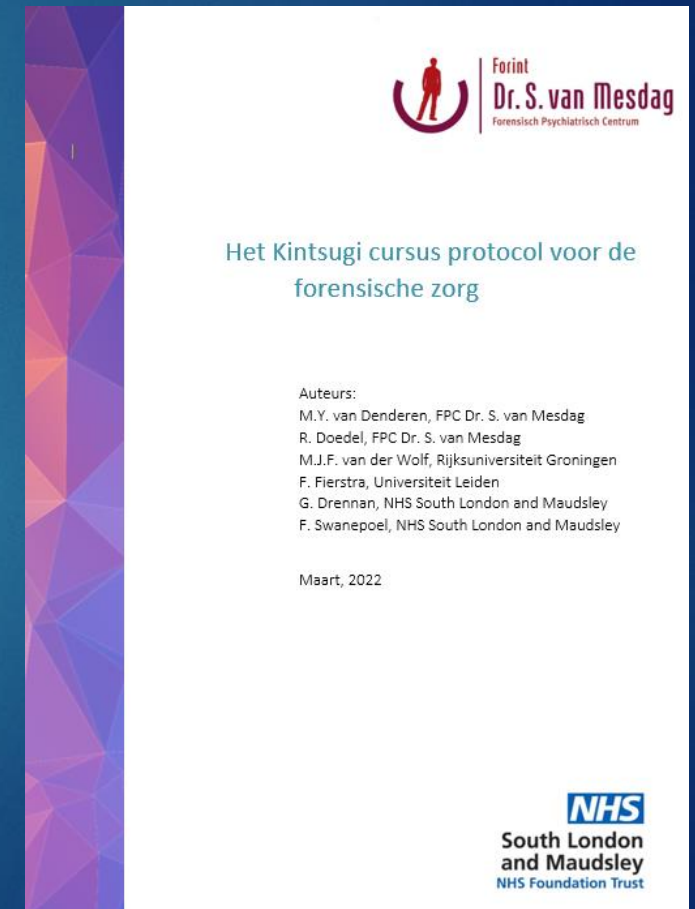 Forint
Dr. S. van Mesdag
Forensisch Psychiatrisch Centrum
Het Kintsugi cursus protocol voor de
forensische zorg
Auteurs:
M.Y. van Denderen, FPC Dr. S. van Mesdag
R. Doedel, FPC Dr. S. van Mesdag
M.J.F. van der Wolf, Rijksuniversiteit Groningen
F. Fierstra, Universiteit Leiden
G. Drennan, NHS South London and Maudsley
F. Swanepoel, NHS South London and Maudsley
Maart, 2022
NHS
South London
and Maudsley
NHS Foundation Trust